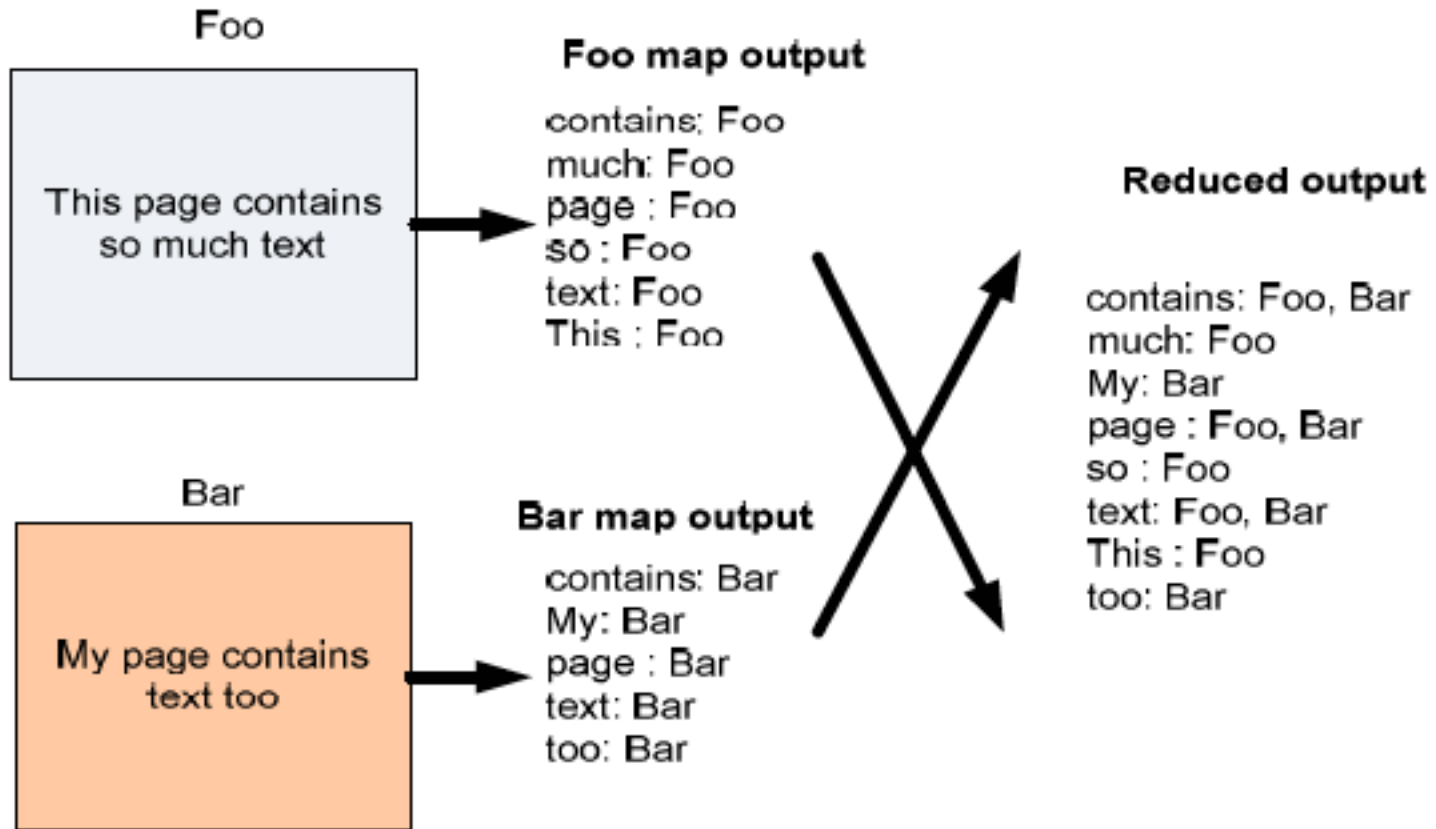 Foo
This page contains
so much text
Foo map output
contains: Foo
much: Foo
page : Foo
so : Foo
text: Foo
This : Foo
Bar
My page contains
text too
Bar map output
contains: Bar
My: Bar
page : Bar
text: Bar
too: Bar
Reduced output
contains: Foo, Bar
much: Foo
My: Bar
page : Foo, Bar
so : Foo
text: Foo, Bar
This : Foo
too: Bar